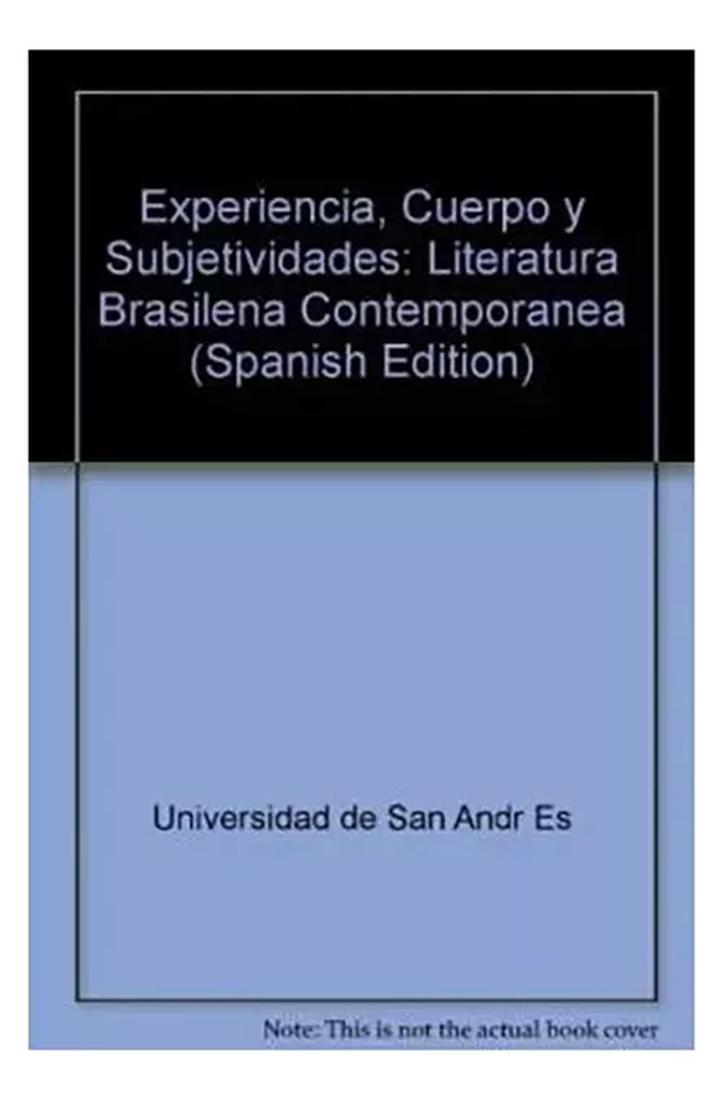 Experiencia, Cuerpo y
Subjetividades: Literatura
Brasilena Contemporanea
(Spanish Edition)
Universidad de San Andr Es
Note: This is not the actual book cover